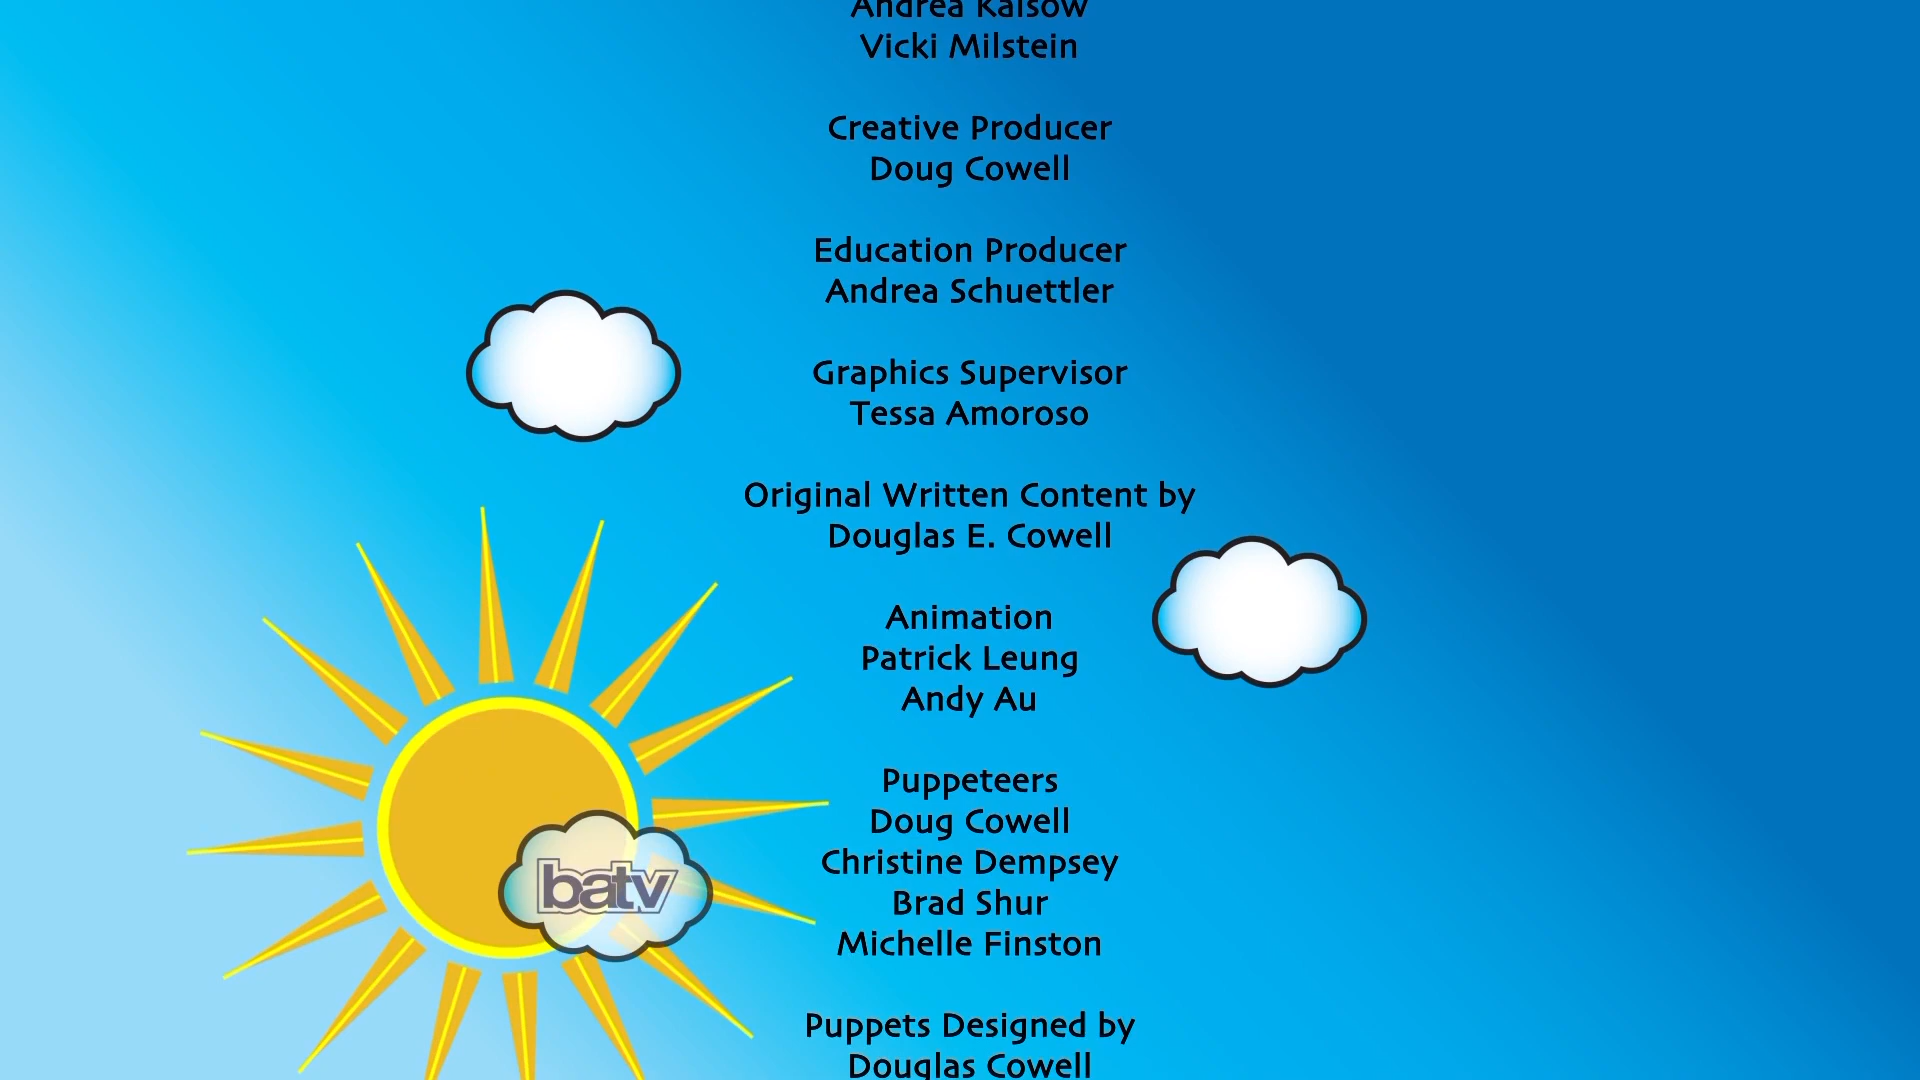 Andrea Kalsow
Vicki Milstein
Creative Producer
Doug Cowell
Education Producer
Andrea Schuettler
Graphics Supervisor
Tessa Amoroso
Original Written Content by
Douglas E. Cowell
Animation
Patrick Leung
Andy Au
Puppeteers
Doug Cowell
Christine Dempsey
Brad Shur
Michelle Finston
Puppets Designed by
Douglas Cowell
batv